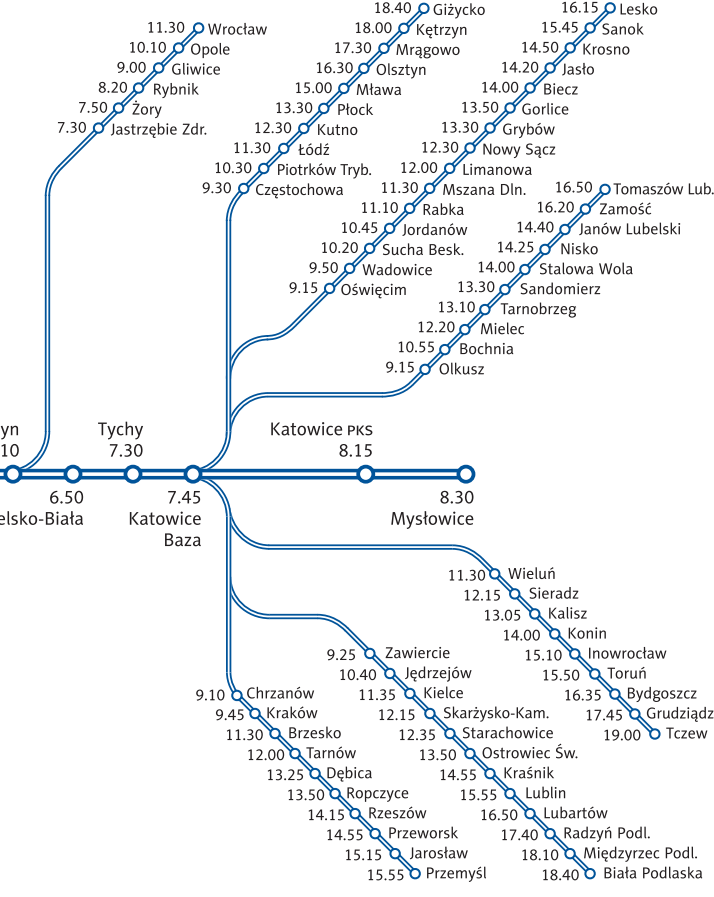 11.30 Wrocław
10.10 Opole
9.00 Gliwice
8.20 Rybnik
7.50 Żory
7.30 Jastrzębie Zdr.
18.40 Giżycko
18.00 Kętrzyn
17.30 Mrągowo
16.30 Olsztyn
15.00 Mława
13.30 Płock
12.30 Kutno
11.30 Łódź
10.30 Piotrków Tryb.
9.30 Częstochowa
16.15 Lesko
15.45 Sanok
14.50 Krosno
14.20 Jasło
14.00 Biecz
13.50 Gorlice
13.30 Grybów
12.30 Nowy Sącz
12.00 Limanowa
11.30 Mszana Dln.
11.10 Rabka
10.45 Jordanów
10.20 Sucha Besk.
9.50 Wadowice
9.15 Oświęcim
16.50 Tomaszów Lub.
16.20 Zamość
14.40 Janów Lubelski
14.25 Nisko
14.00 Stalowa Wola
13.30 Sandomierz
13.10 Tarnobrzeg
12.20 Mielec
10.55 Bochnia
9.15 Olkusz
yn
10
Tychy
7.30
Katowice PKS
8.15
6.50
elsko-Biała
7.45
Katowice
Baza
8.30
Mysłowice
11.30 Wieluń
12.15 Sieradz
13.05 Kalisz
14.00 Konin
15.10 Inowrocław
15.50 Toruń
16.35 Bydgoszcz
17.45 Grudziądz
19.00 Tczew
9.25 Zawiercie
10.40 Jędrzejów
11.35 Kielce
12.15 Skarżysko-Kam.
12.35 Starachowice
13.50 Ostrowiec Św.
14.55 Kraśnik
15.55 Lublin
16.50 Lubartów
17.40 Radzyń Podl.
18.10 Międzyrzec Podl.
18.40 Biała Podlaska
9.10 Chrzanów
9.45 Kraków
11.30 Brzesko
12.00 Tarnów
13.25 Dębica
13.50 Ropczyce
14.15 Rzeszów
14.55 Przeworsk
15.15 Jarosław
15.55 Przemyśl